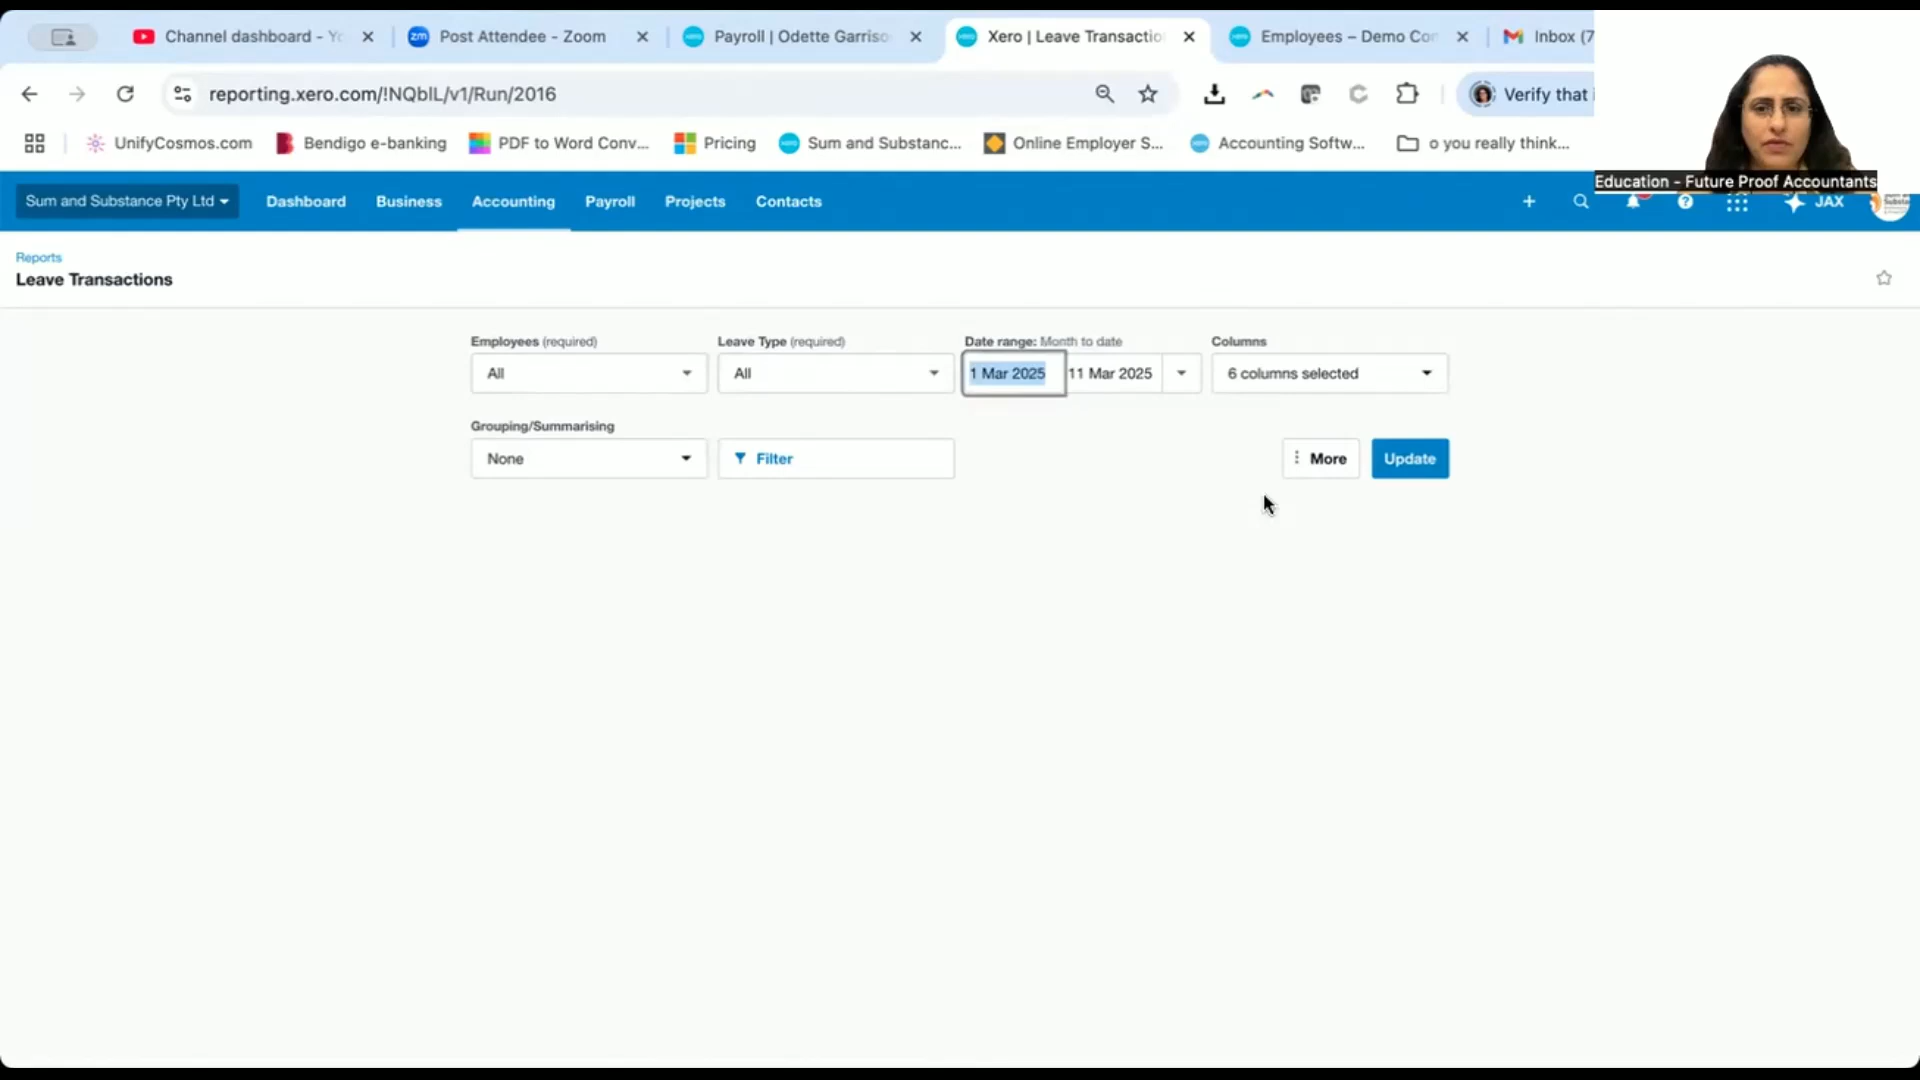 Channel dashboard - Yo
Post Attendee - Zoom
Payroll | Odette Garriso
Xero | Leave Transactio
Employees – Demo Con
Inbox (7
reporting.xero.com/!NQblL/v1/Run/2016
Verify that i
UnifyCosmos.com
Bendigo e-banking
PDF to Word Conv...
Pricing
Sum and Substanc...
Online Employer S...
Accounting Softw...
o you really think...
Education - Future Proof Accountants
Sum and Substance Pty Ltd
Dashboard
Business
Accounting
Payroll
Projects
Contacts
JAX
Reports
Leave Transactions
Employees (required)
Leave Type (required)
Date range: Month to date
Columns
All
All
1 Mar 2025
11 Mar 2025
6 columns selected
Grouping/Summarising
None
Filter
More
Update